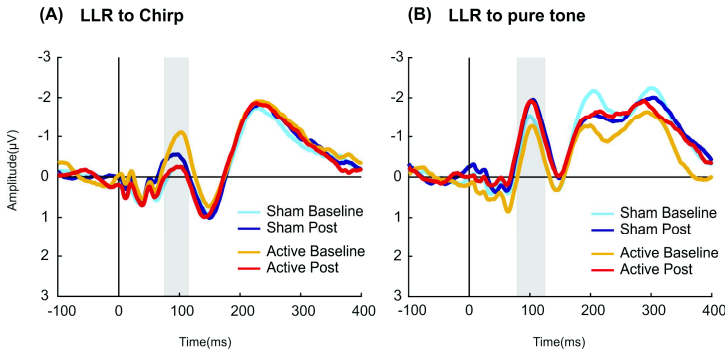 (A) LLR to Chirp
-3
-2
-1
0
1
2
3
Amplitude(μV)
-100 0 100 200 300 400
Time(ms)
Sham Baseline
Sham Post
Active Baseline
Active Post
(B) LLR to pure tone
-3
-2
-1
0
1
2
3
-100 0 100 200 300 400
Time(ms)
Sham Baseline
Sham Post
Active Baseline
Active Post